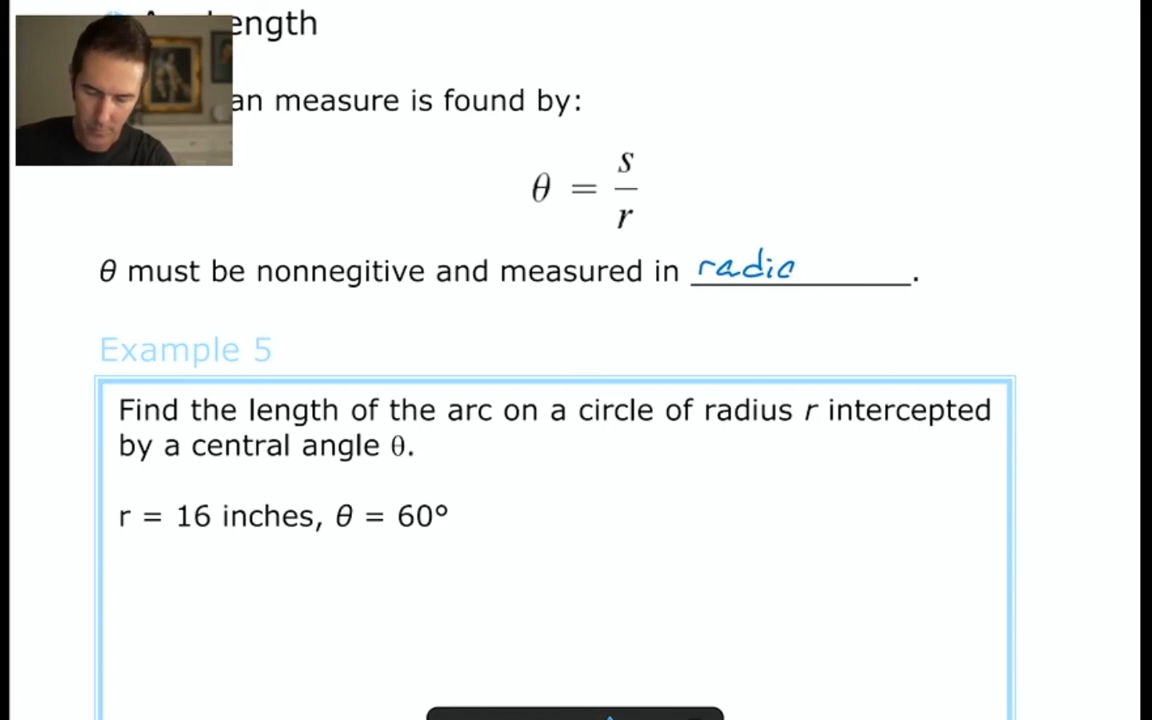 ength
an measure is found by:
θ = s/r
θ must be nonnegitive and measured in radia.
Example 5
Find the length of the arc on a circle of radius r intercepted
by a central angle θ.
r = 16 inches, θ = 60°